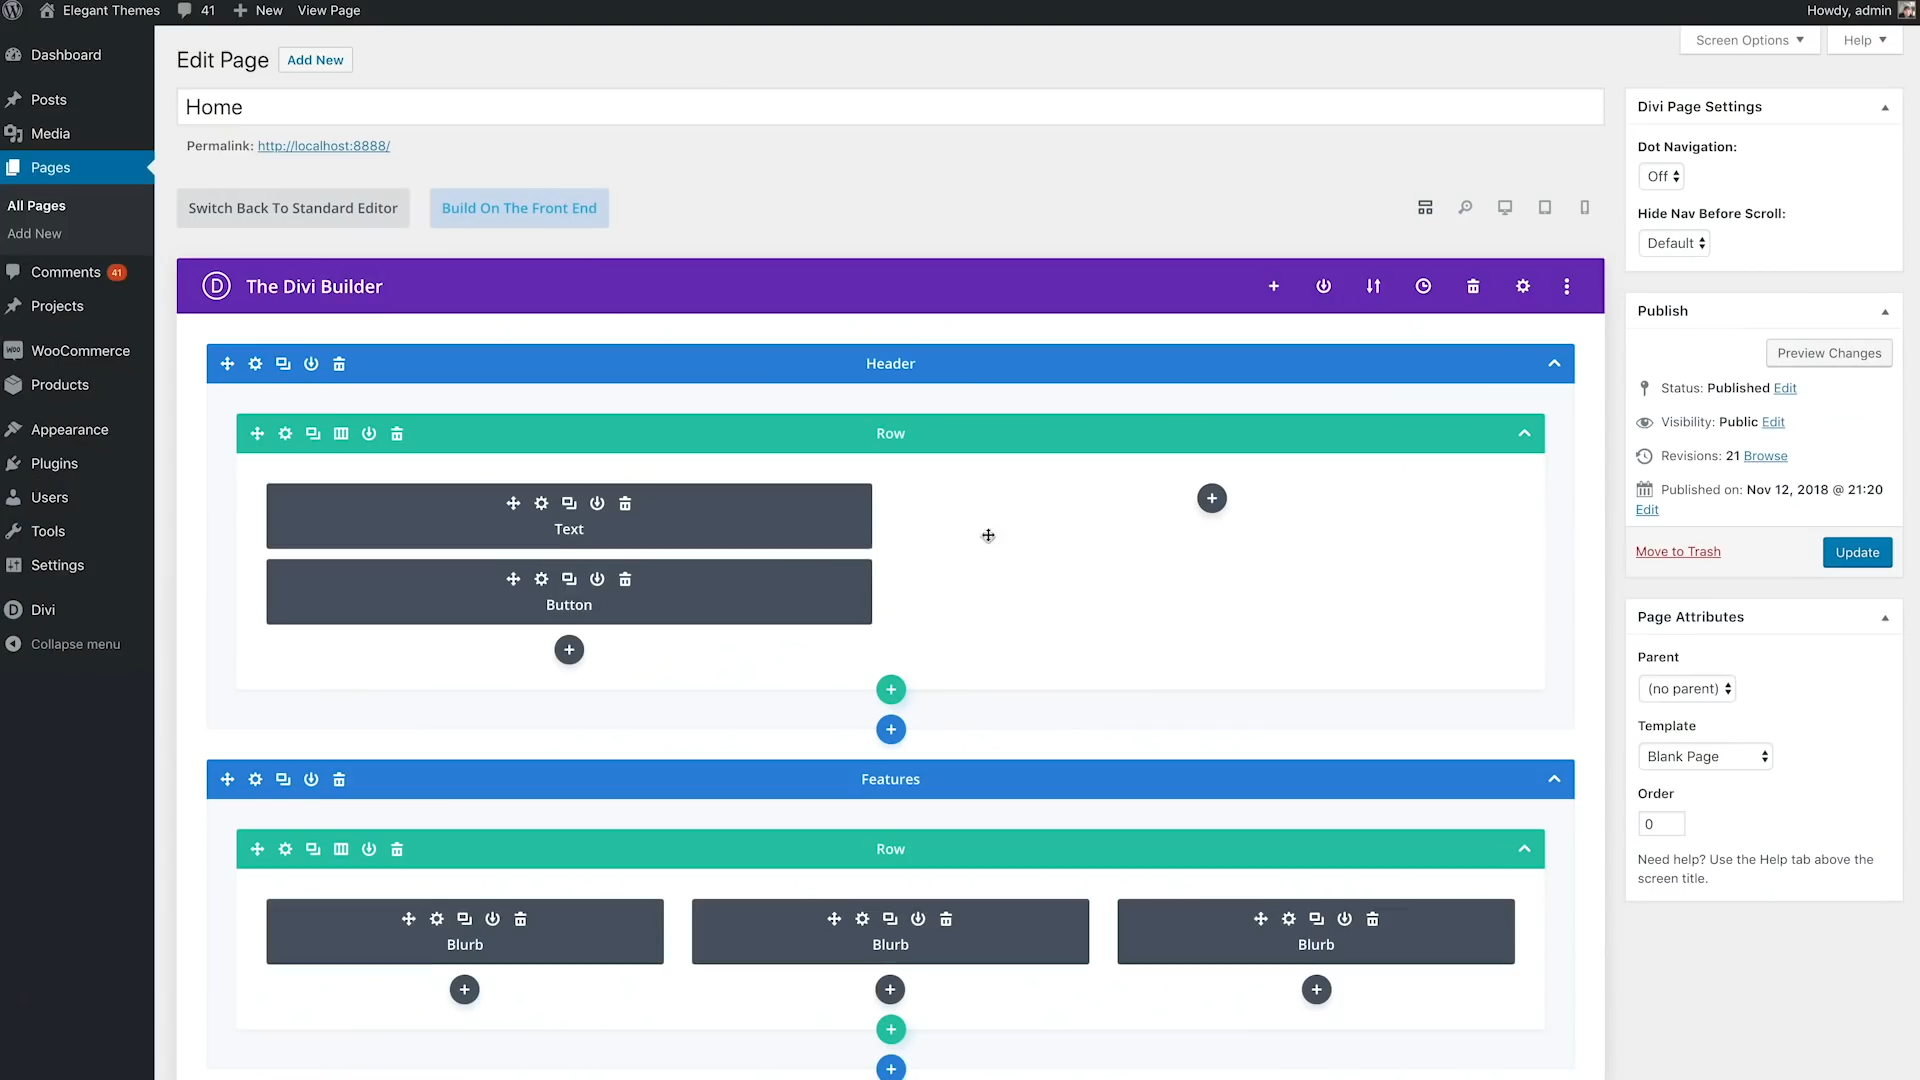 Elegant Themes
41
New
View Page
Howdy, admin
Dashboard
Posts
Media
Pages
All Pages
Add New
Comments 41
Projects
WOO WooCommerce
Products
Appearance
Plugins
Users
Tools
Settings
D Divi
Collapse menu
Screen Options
Help
Edit Page
Add New
Home
Permalink: http://localhost:8888/
Switch Back To Standard Editor
Build On The Front End
D The Divi Builder
Header
Row
Text
Button
Features
Row
Blurb
Blurb
Blurb
Divi Page Settings
Dot Navigation:
Off
Hide Nav Before Scroll:
Default
Publish
Preview Changes
Status: Published Edit
Visibility: Public Edit
Revisions: 21 Browse
Published on: Nov 12, 2018 @ 21:20
Edit
Move to Trash
Update
Page Attributes
Parent
(no parent)
Template
Blank Page
Order
0
Need help? Use the Help tab above the
screen title.